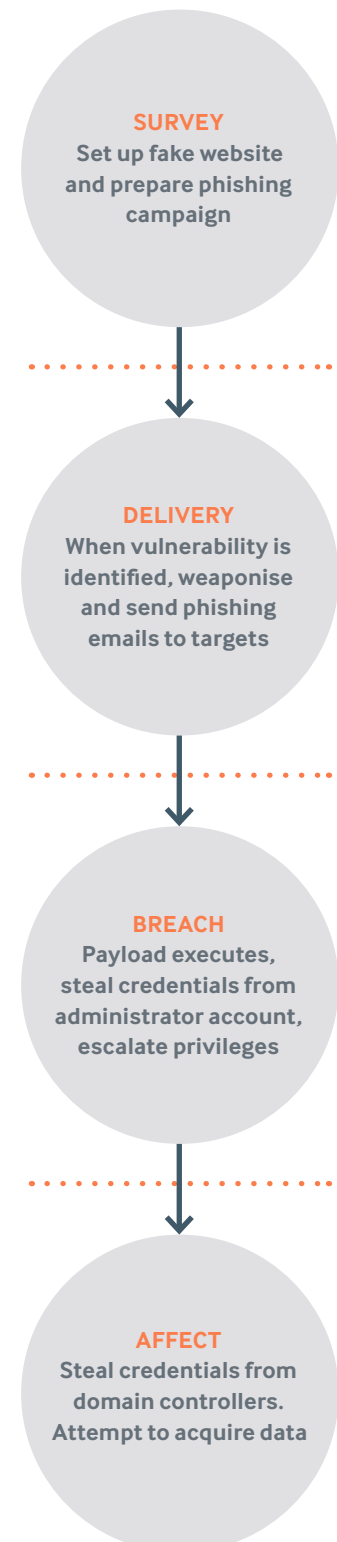 SURVEY
Set up fake website
and prepare phishing
campaign
DELIVERY
When vulnerability is
identified, weaponise
and send phishing
emails to targets
BREACH
Payload executes,
steal credentials from
administrator account,
escalate privileges
AFFECT
Steal credentials from
domain controllers.
Attempt to acquire data